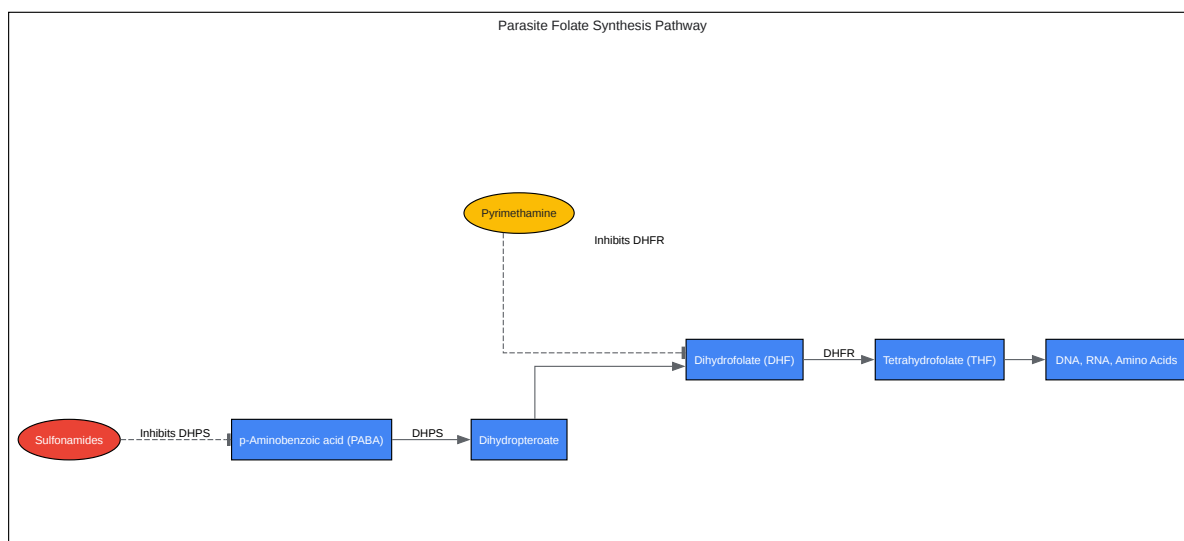 Parasite Folate Synthesis Pathway
Pyrimethamine
Inhibits DHFR
Dihydrofolate (DHF)
DHFR
Tetrahydrofolate (THF)
DNA, RNA, Amino Acids
Sulfonamides
Inhibits DHPS
p-Aminobenzoic acid (PABA)
DHPS
Dihydropteroate